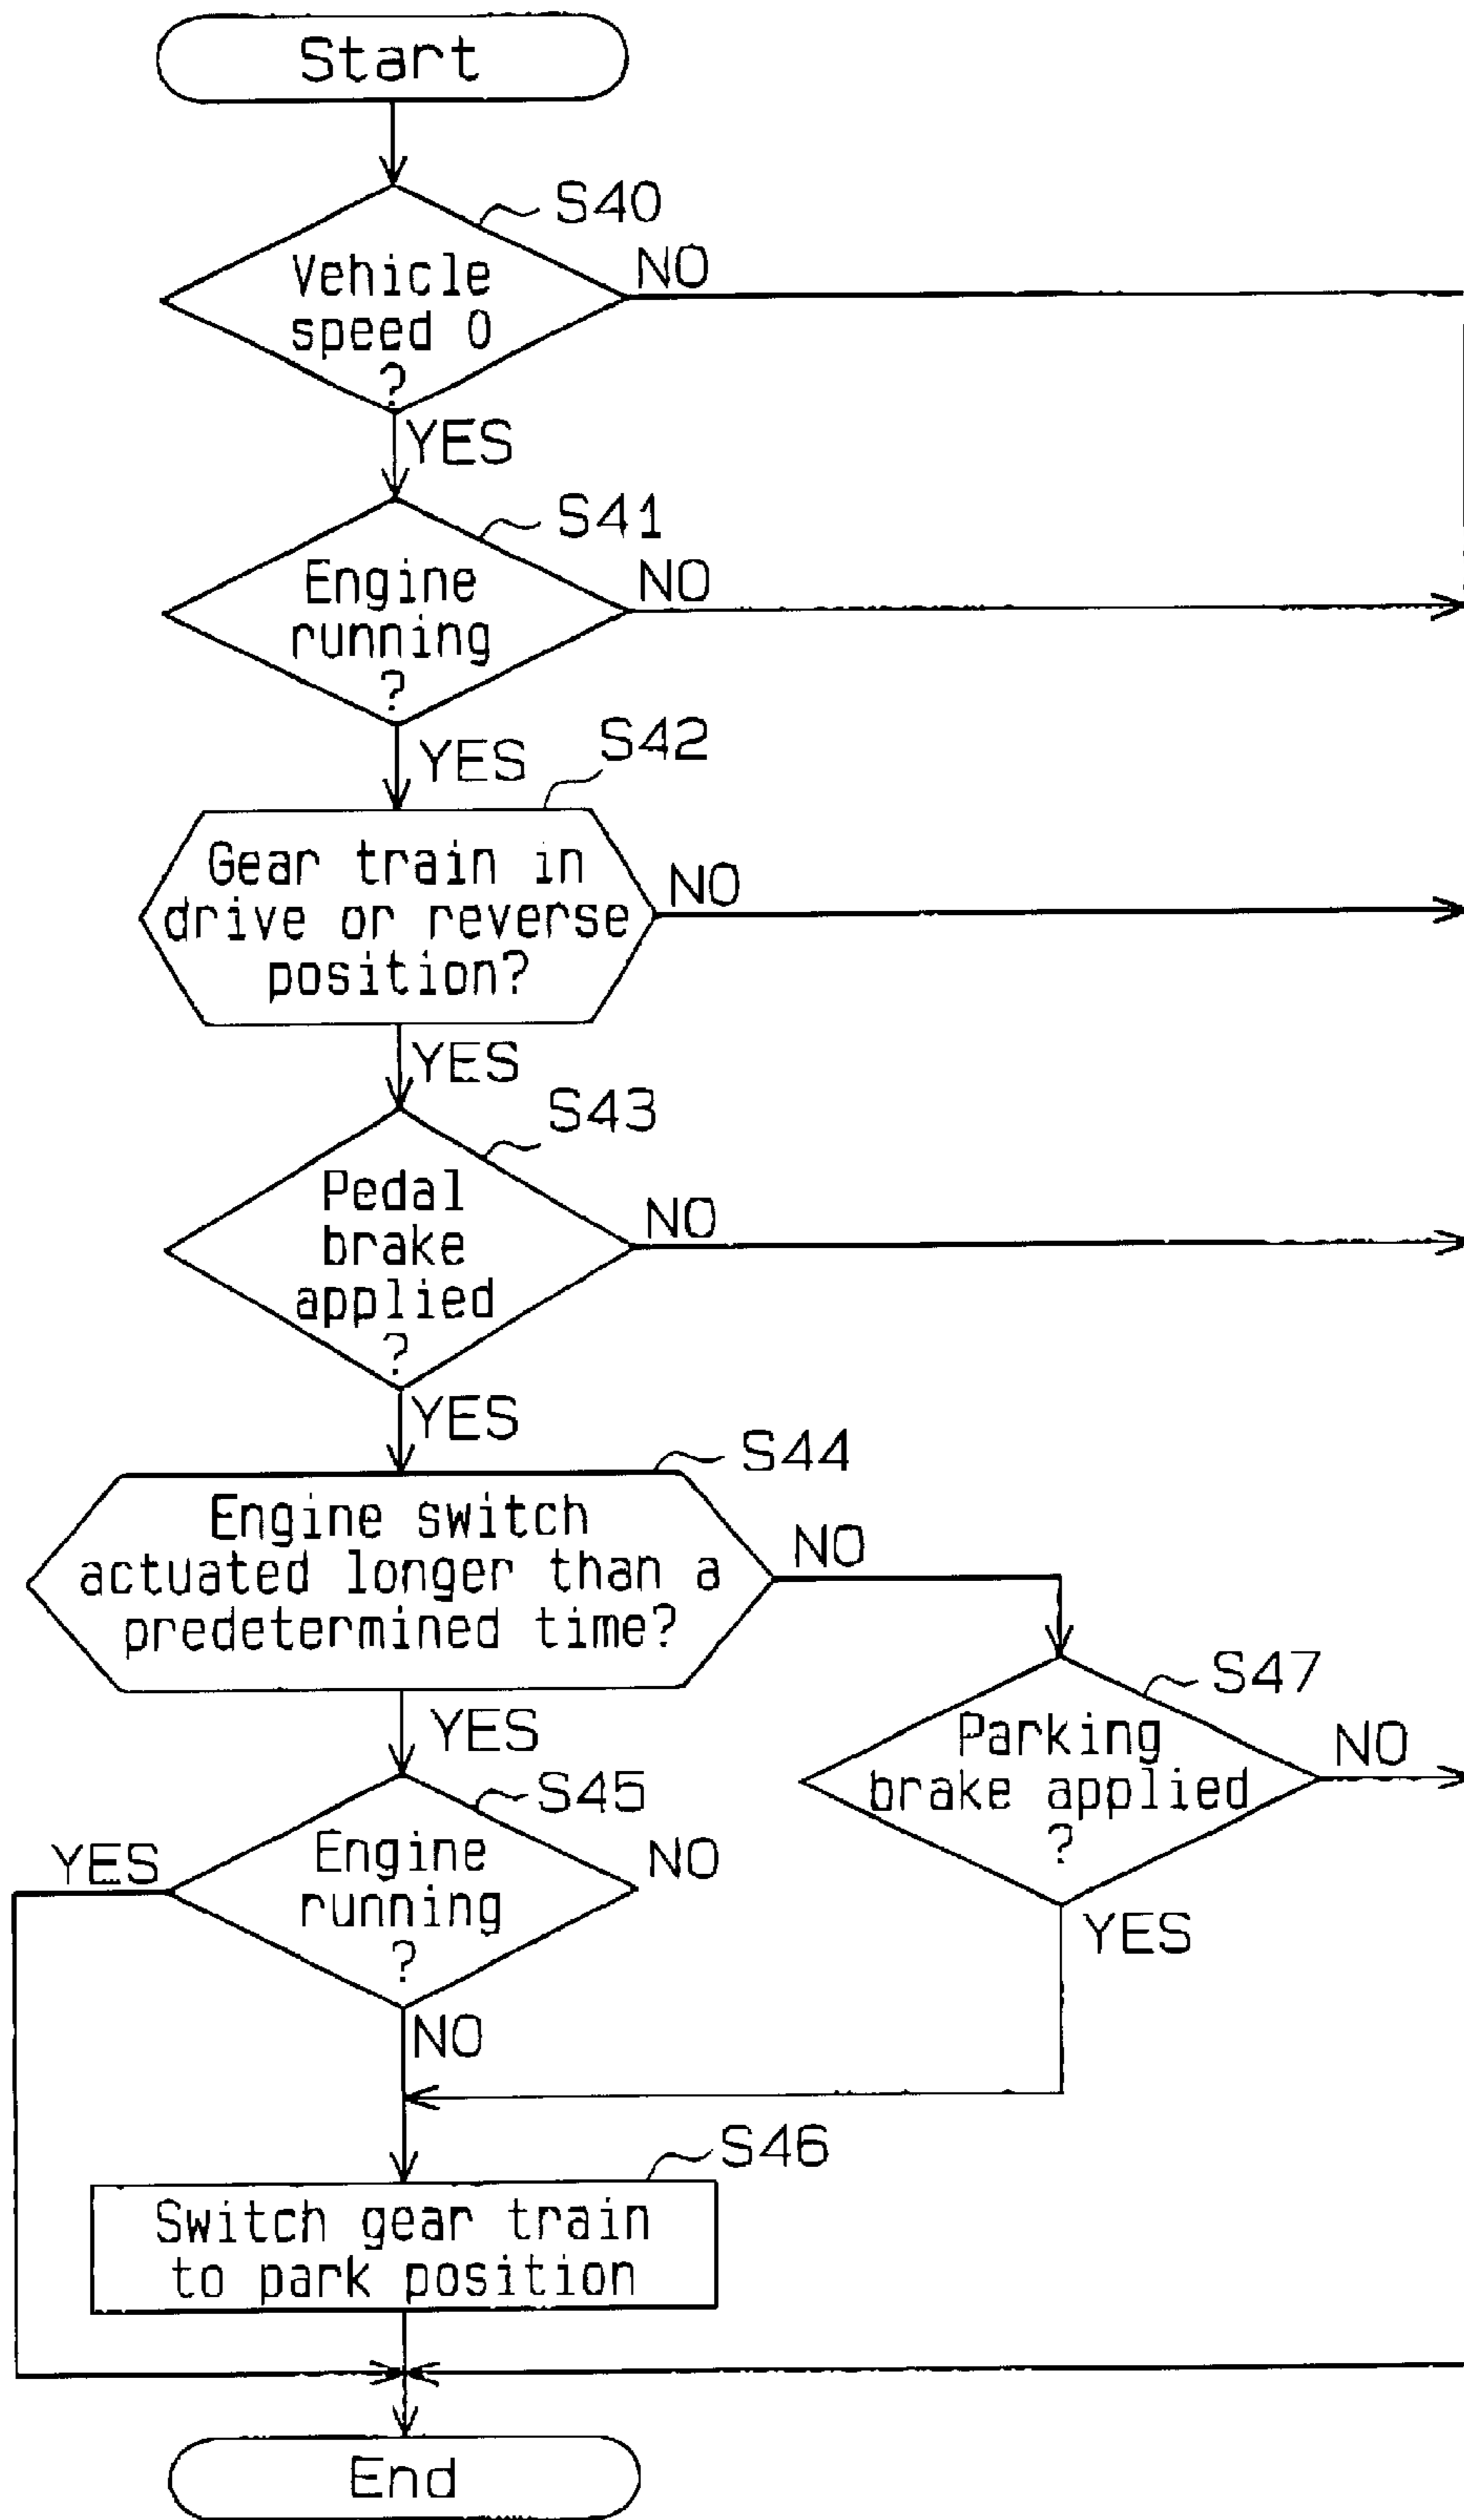 Start
S40
Vehicle
speed 0
?
NO
YES
S41
Engine
running
?
NO
YES
S42
Gear train in
drive or reverse
position?
NO
YES
S43
Pedal
brake
applied
?
NO
YES
S44
Engine switch
actuated longer than a
predetermined time?
NO
YES
S47
Parking
brake applied
?
NO
YES
S45
Engine
running
?
YES
NO
NO
S46
Switch gear train
to park position
End